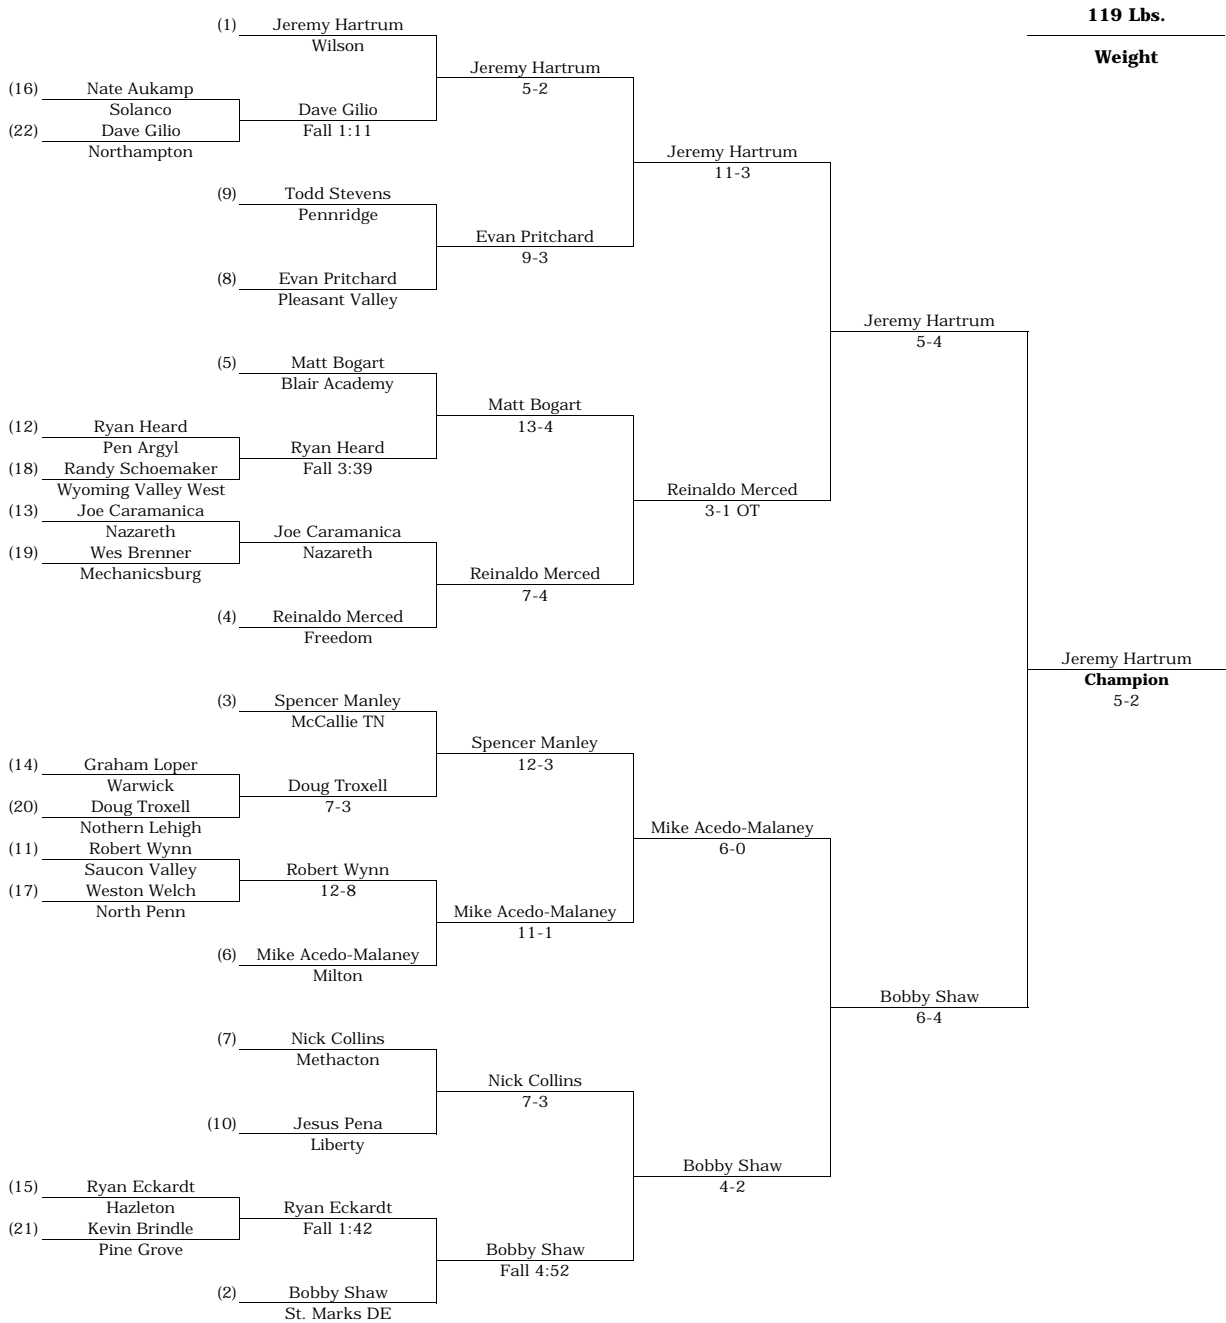 119 Lbs.
Weight
(1) Jeremy Hartrum
Wilson
Jeremy Hartrum
5-2
(16) Nate Aukamp
Solanco
(22) Dave Gilio
Northampton
Dave Gilio
Fall 1:11
Jeremy Hartrum
11-3
(9) Todd Stevens
Pennridge
Evan Pritchard
9-3
(8) Evan Pritchard
Pleasant Valley
Jeremy Hartrum
5-4
(5) Matt Bogart
Blair Academy
Matt Bogart
13-4
(12) Ryan Heard
Pen Argyl
(18) Randy Schoemaker
Wyoming Valley West
Ryan Heard
Fall 3:39
Reinaldo Merced
3-1 OT
(13) Joe Caramanica
Nazareth
(19) Wes Brenner
Mechanicsburg
Joe Caramanica
Nazareth
Reinaldo Merced
7-4
(4) Reinaldo Merced
Freedom
Jeremy Hartrum
Champion
5-2
(3) Spencer Manley
McCallie TN
Spencer Manley
12-3
(14) Graham Loper
Warwick
(20) Doug Troxell
Nothern Lehigh
Doug Troxell
7-3
Mike Acedo-Malaney
6-0
(11) Robert Wynn
Saucon Valley
(17) Weston Welch
North Penn
Robert Wynn
12-8
Mike Acedo-Malaney
11-1
(6) Mike Acedo-Malaney
Milton
Bobby Shaw
6-4
(7) Nick Collins
Methacton
Nick Collins
7-3
(10) Jesus Pena
Liberty
Bobby Shaw
4-2
(15) Ryan Eckardt
Hazleton
(21) Kevin Brindle
Pine Grove
Ryan Eckardt
Fall 1:42
Bobby Shaw
Fall 4:52
(2) Bobby Shaw
St. Marks DE